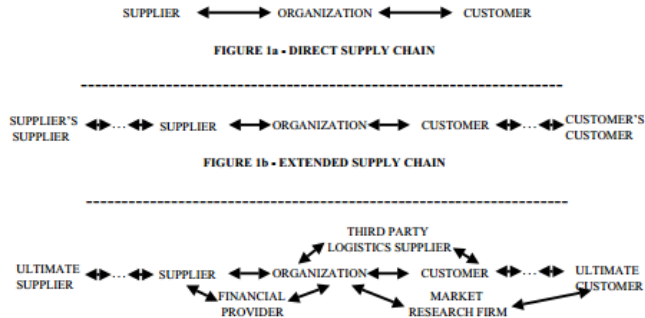 SUPPLIER ORGANIZATION CUSTOMER
FIGURE 1a - DIRECT SUPPLY CHAIN
SUPPLIER'S SUPPLIER ... SUPPLIER ORGANIZATION CUSTOMER ... CUSTOMER'S CUSTOMER
FIGURE 1b - EXTENDED SUPPLY CHAIN
THIRD PARTY
LOGISTICS SUPPLIER
ULTIMATE SUPPLIER ... SUPPLIER ORGANIZATION CUSTOMER ... ULTIMATE CUSTOMER
FINANCIAL PROVIDER
MARKET RESEARCH FIRM